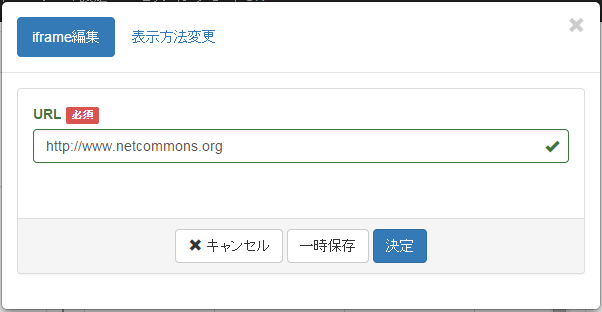 iframe編集 表示方法変更
URL 必須
http://www.netcommons.org
キャンセル 一時保存 決定